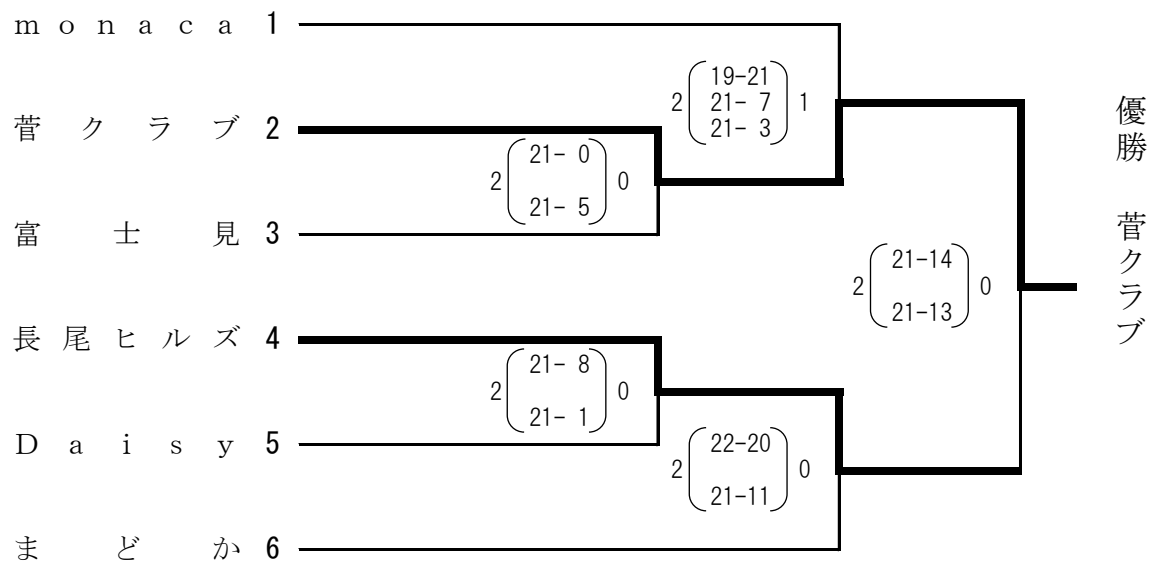 monaca 1
19-21
2 21- 7 1
21- 3
菅クラブ 2
21- 0
2 0
21- 5
富士見 3
21-14
2 0
21-13
優勝 菅クラブ
長尾ヒルズ 4
21- 8
2 0
21- 1
Daisy 5
22-20
2 0
21-11
まどか 6